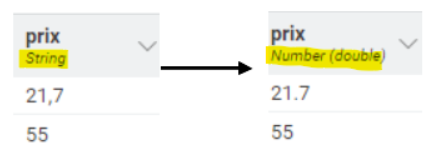 prix
String
21,7
55
prix
Number (double)
21.7
55